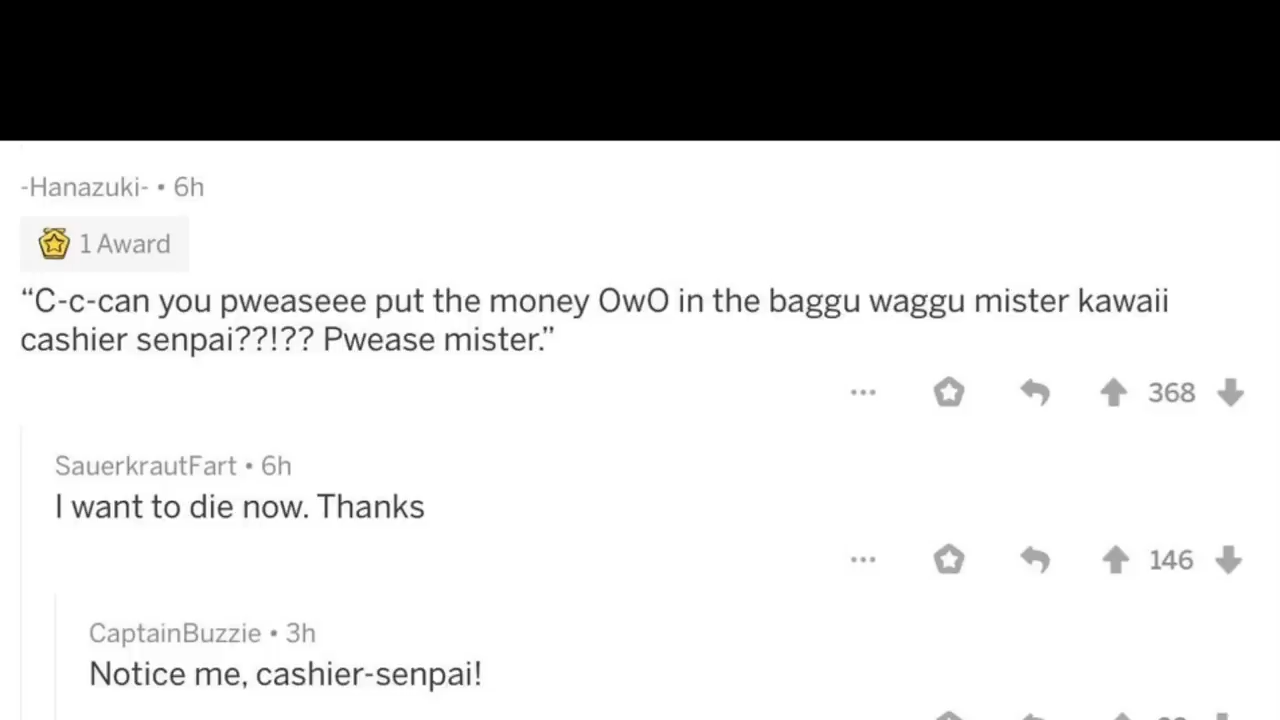 -Hanazuki- • 6h
1 Award
“C-c-can you pweaseee put the money OwO in the baggu waggu mister kawaii
cashier senpai??!?? Pwease mister.”
368
SauerkrautFart • 6h
I want to die now. Thanks
146
CaptainBuzzie • 3h
Notice me, cashier-senpai!